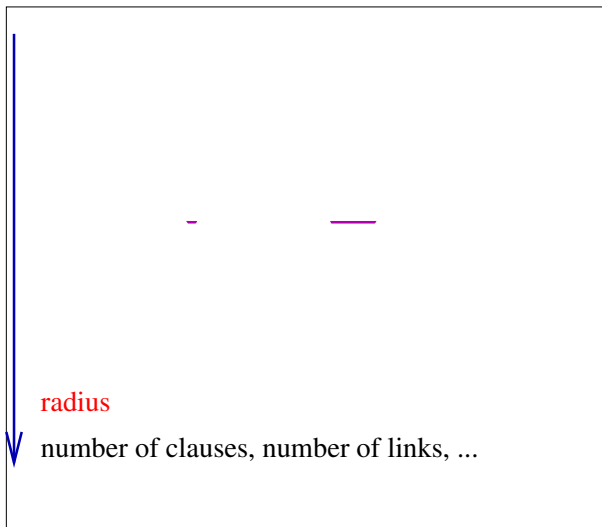 radius
number of clauses, number of links, ...